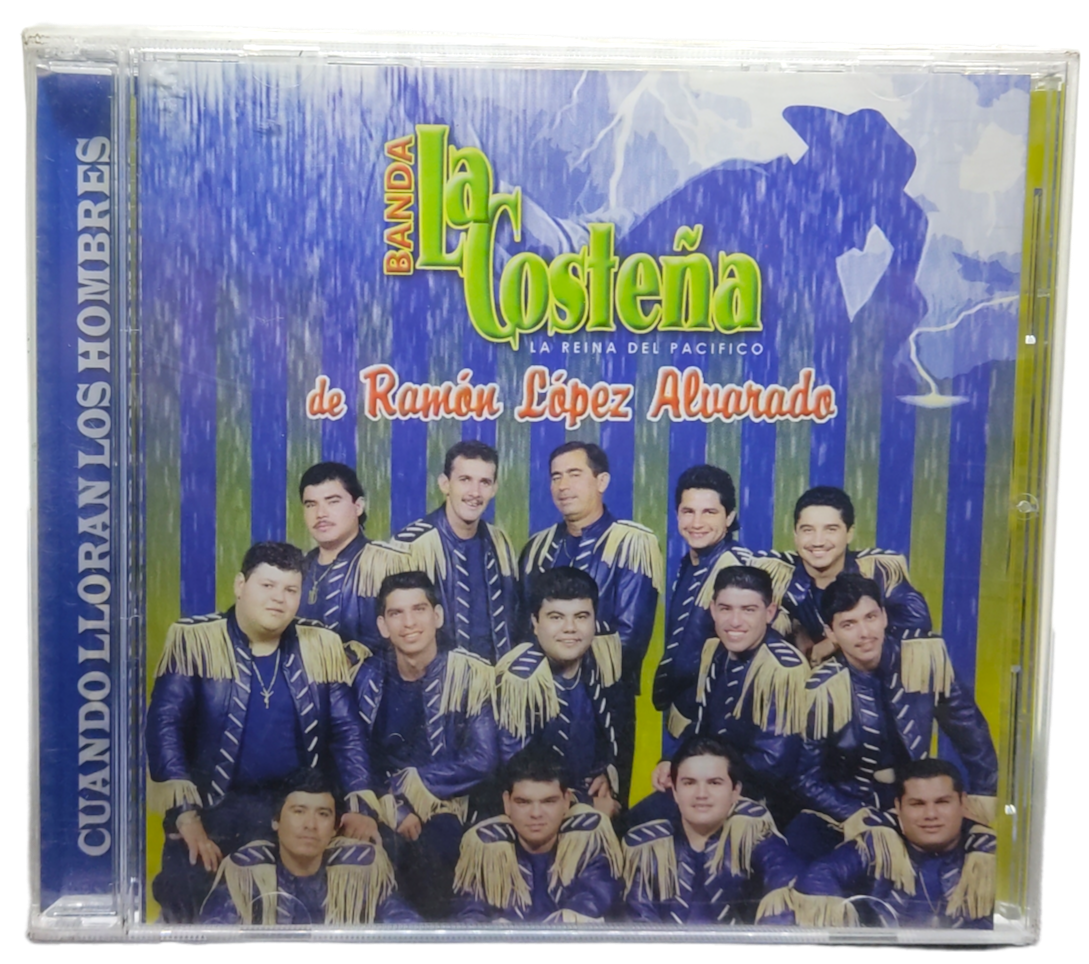 CUANDO LLORAN LOS HOMBRES
BANDA
La Costeña
LA REINA DEL PACIFICO
de Ramón López Alvarado